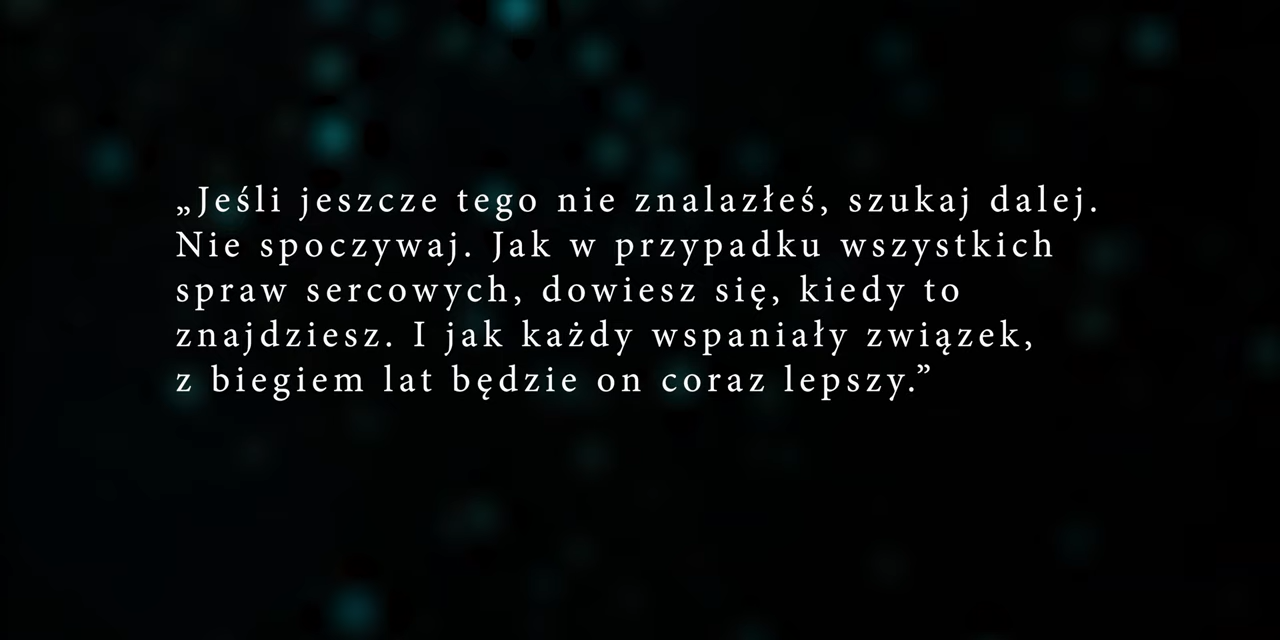 „Jeśli jeszcze tego nie znalazłeś, szukaj dalej.
Nie spoczywaj. Jak w przypadku wszystkich
spraw sercowych, dowiesz się, kiedy to
znajdziesz. I jak każdy wspaniały związek,
z biegiem lat będzie on coraz lepszy.”